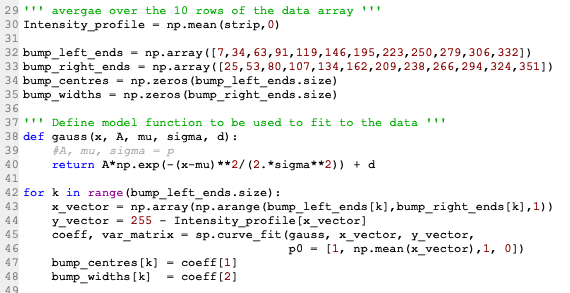 29 ''' avergae over the 10 rows of the data array '''
30 Intensity_profile = np.mean(strip,0)
31
32 bump_left_ends = np.array([7,34,63,91,119,146,195,223,250,279,306,332])
33 bump_right_ends = np.array([25,53,80,107,134,162,209,238,266,294,324,351])
34 bump_centres = np.zeros(bump_left_ends.size)
35 bump_widths = np.zeros(bump_right_ends.size)
36
37 ''' Define model function to be used to fit to the data '''
38 def gauss(x, A, mu, sigma, d):
39     #A, mu, sigma = p
40     return A*np.exp(-(x-mu)**2/(2.*sigma**2)) + d
41
42 for k in range(bump_left_ends.size):
43     x_vector = np.array(np.arange(bump_left_ends[k],bump_right_ends[k],1))
44     y_vector = 255 - Intensity_profile[x_vector]
45     coeff, var_matrix = sp.curve_fit(gauss, x_vector, y_vector,
46                                      p0 = [1, np.mean(x_vector),1, 0])
47     bump_centres[k] = coeff[1]
48     bump_widths[k]  = coeff[2]
49